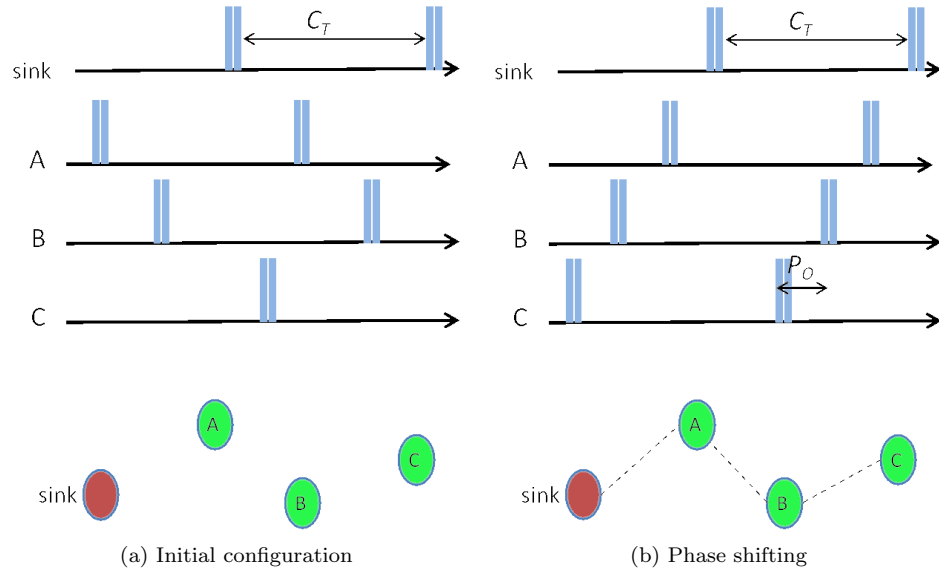 C_T
sink
A
B
C
A
C
B
sink
(a) Initial configuration
C_T
sink
A
B
P_O
C
A
C
B
sink
(b) Phase shifting